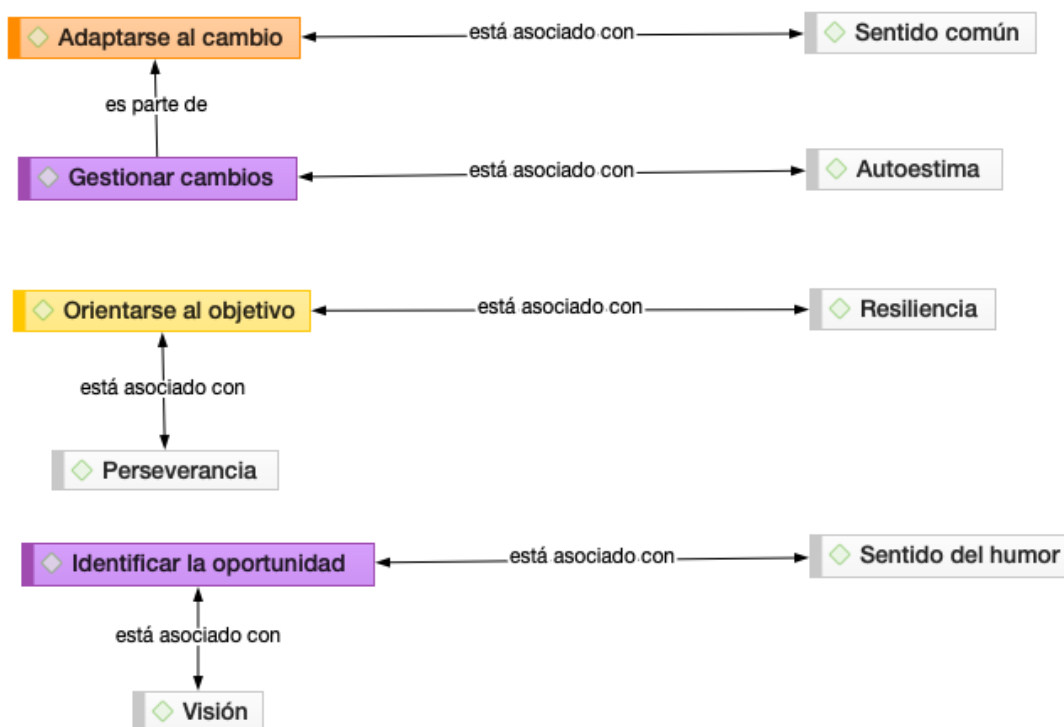 Adaptarse al cambio
está asociado con
Sentido común
es parte de
Gestionar cambios
está asociado con
Autoestima
Orientarse al objetivo
está asociado con
Resiliencia
está asociado con
Perseverancia
Identificar la oportunidad
está asociado con
Sentido del humor
está asociado con
Visión